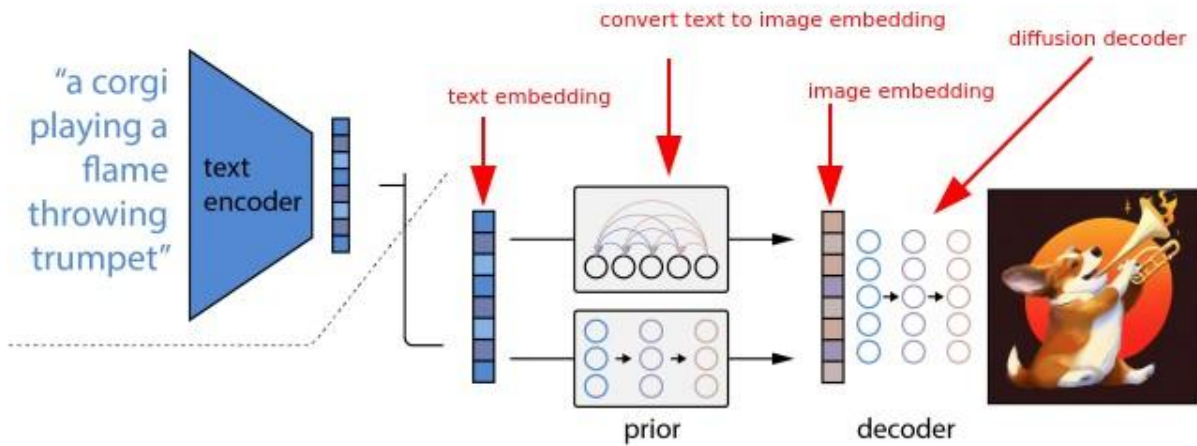 convert text to image embedding
diffusion decoder
"a corgi
playing a
flame
throwing
trumpet"
text
encoder
text embedding
image embedding
prior
decoder